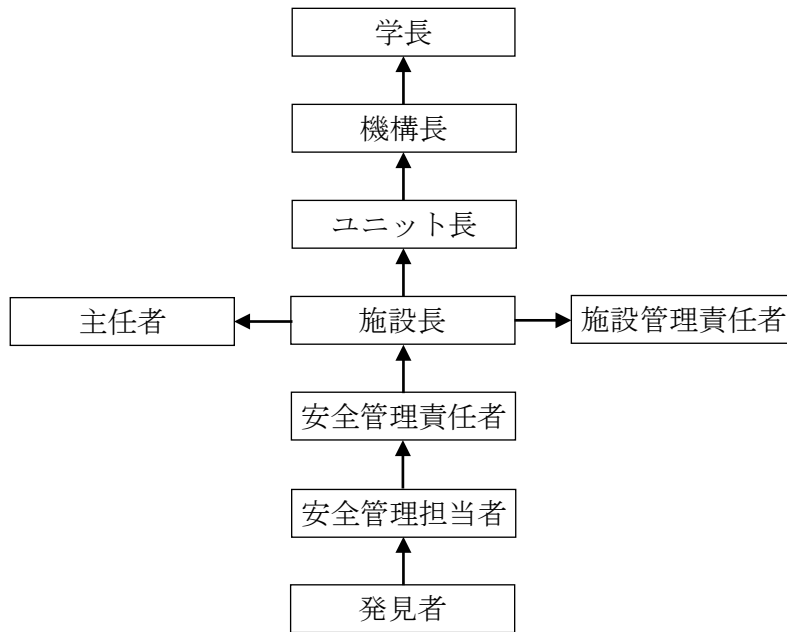 学長
機構長
ユニット長
主任者
施設長
施設管理責任者
安全管理責任者
安全管理担当者
発見者